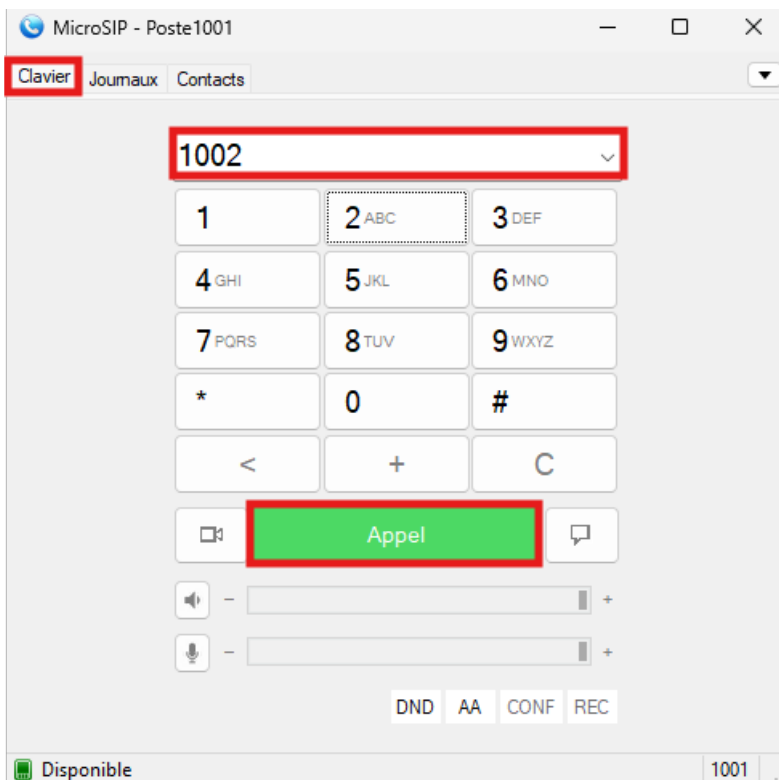 MicroSIP - Poste1001
Clavier Journaux Contacts
1002
1 2 ABC 3 DEF
4 GHI 5 JKL 6 MNO
7 PQRS 8 TUV 9 WXYZ
* 0 #
< + C
Appel
- +
- +
DND AA CONF REC
Disponible 1001